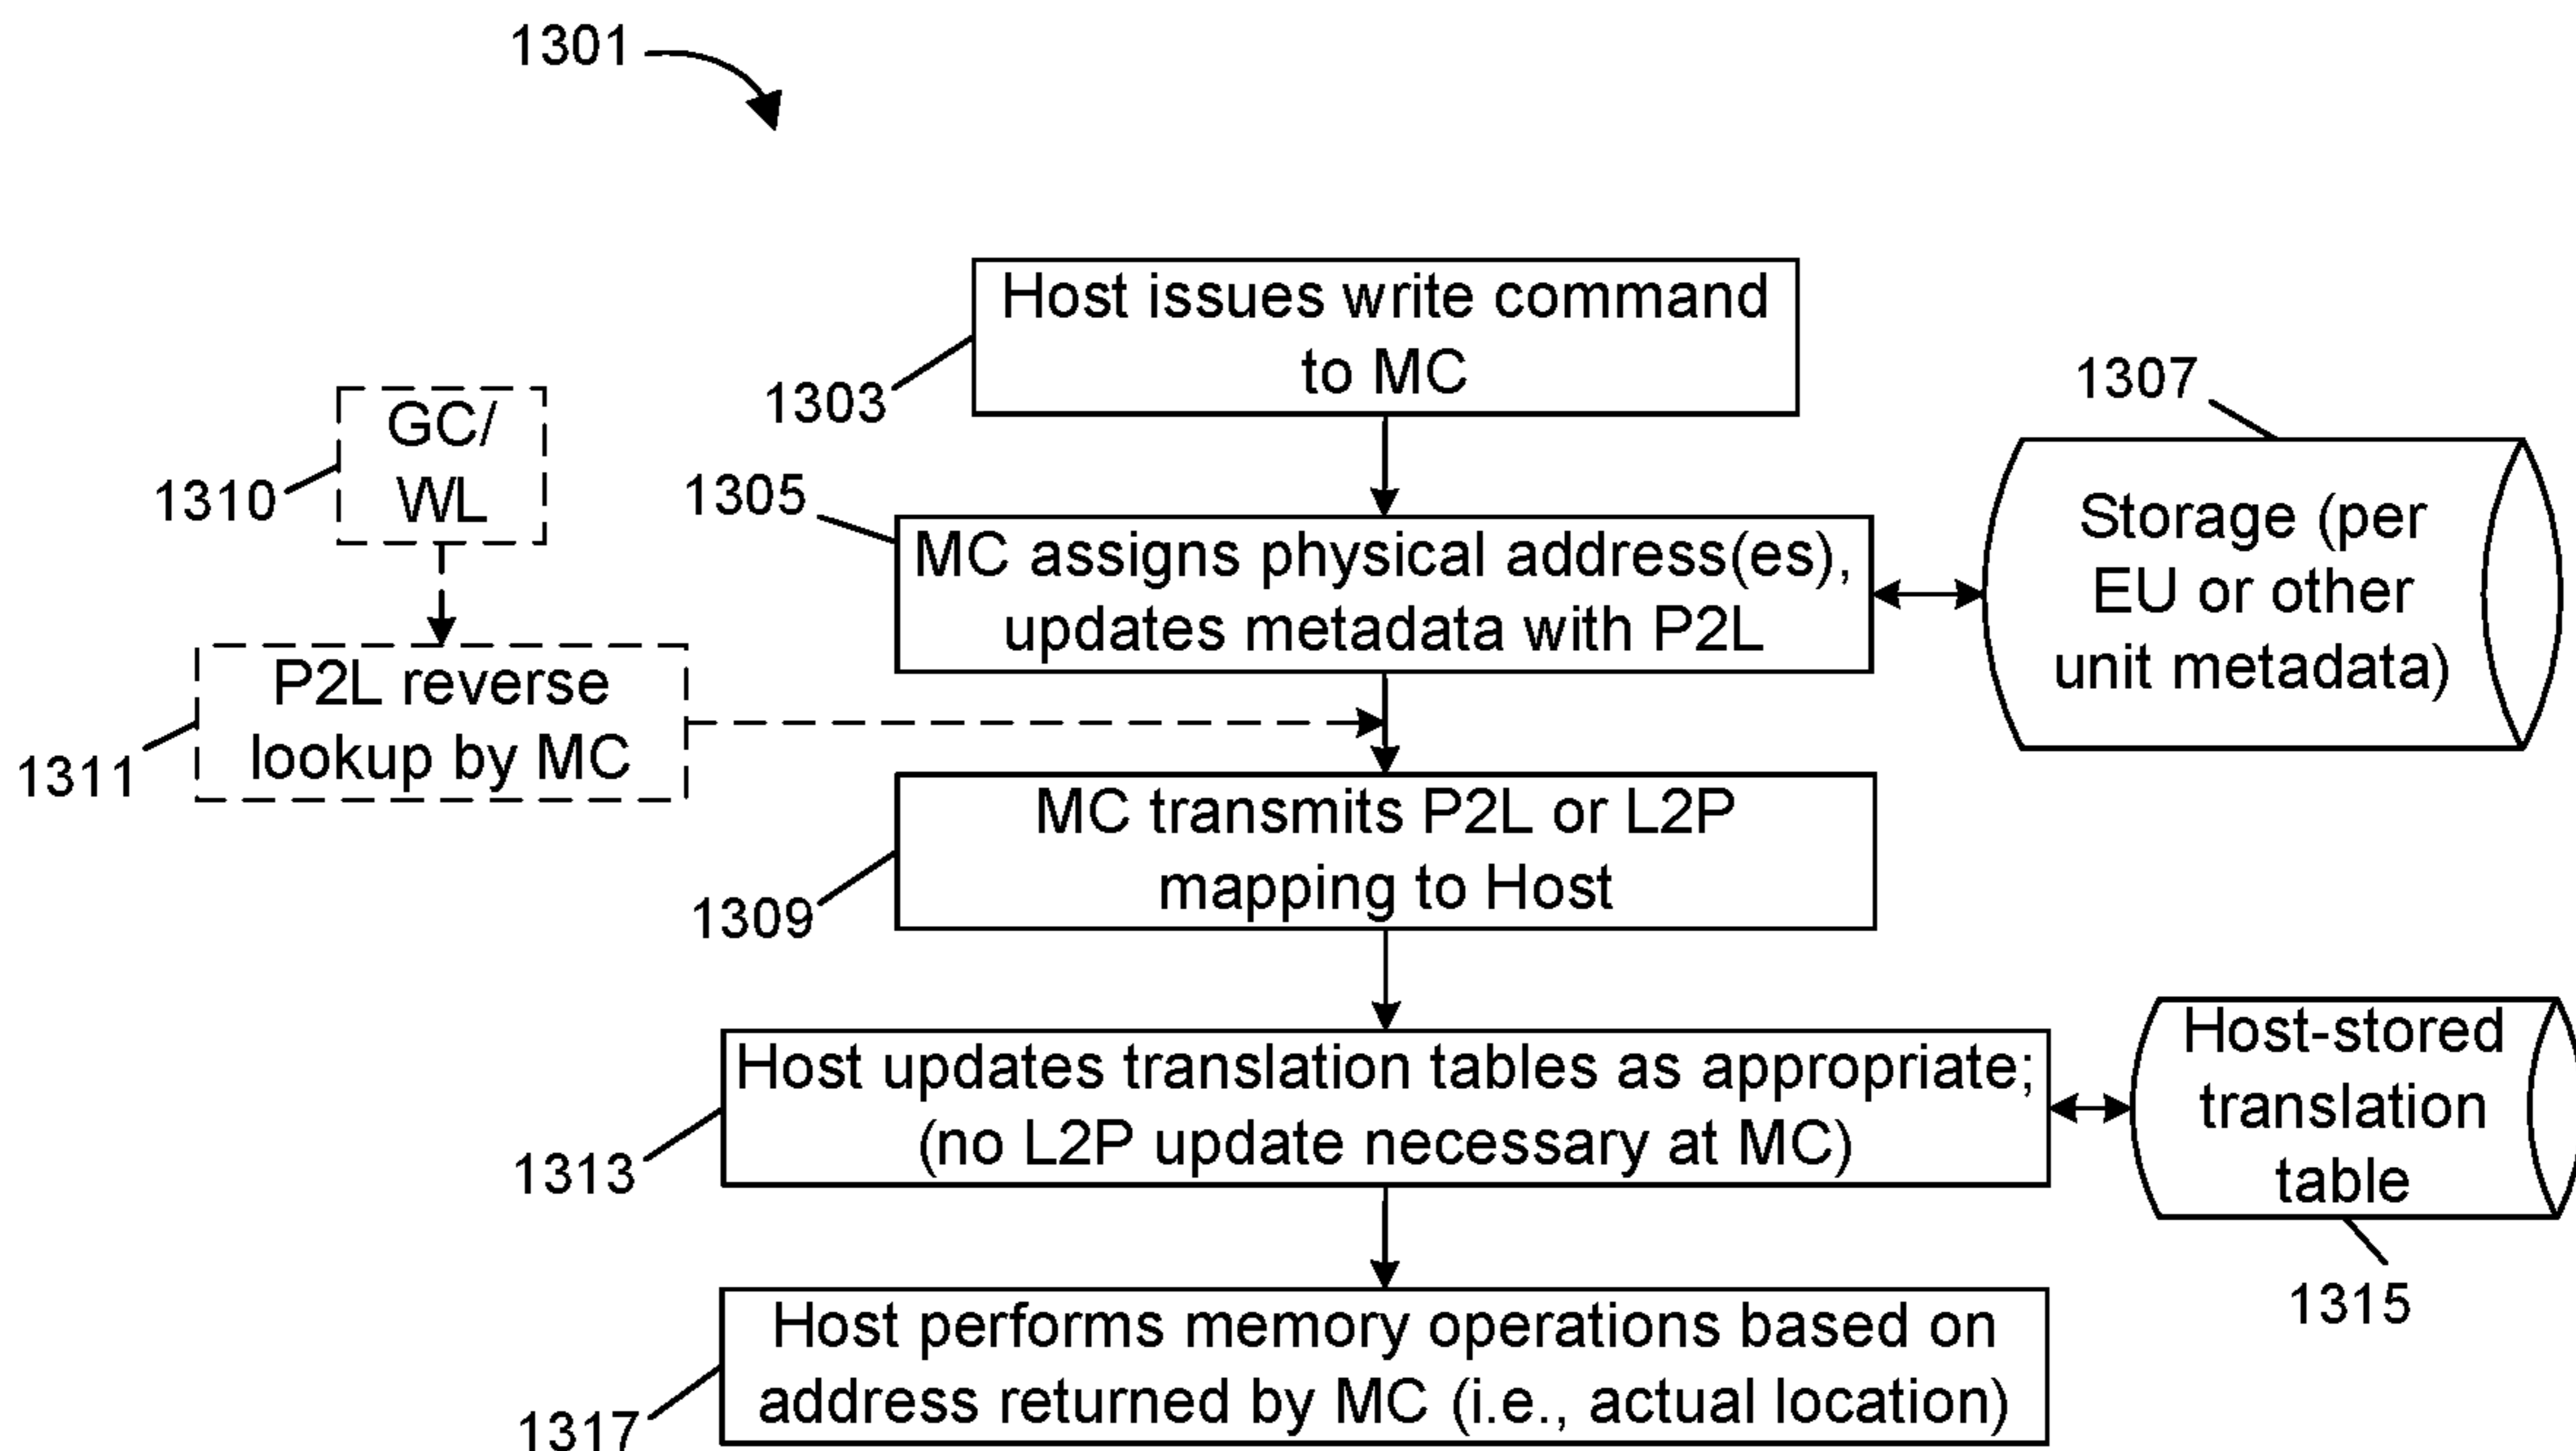 1301
Host issues write command
to MC
1303
1307
GC/
WL
1310
1305
MC assigns physical address(es),
updates metadata with P2L
Storage (per
EU or other
unit metadata)
P2L reverse
lookup by MC
1311
MC transmits P2L or L2P
mapping to Host
1309
Host updates translation tables as appropriate;
(no L2P update necessary at MC)
1313
Host-stored
translation
table
1315
Host performs memory operations based on
address returned by MC (i.e., actual location)
1317